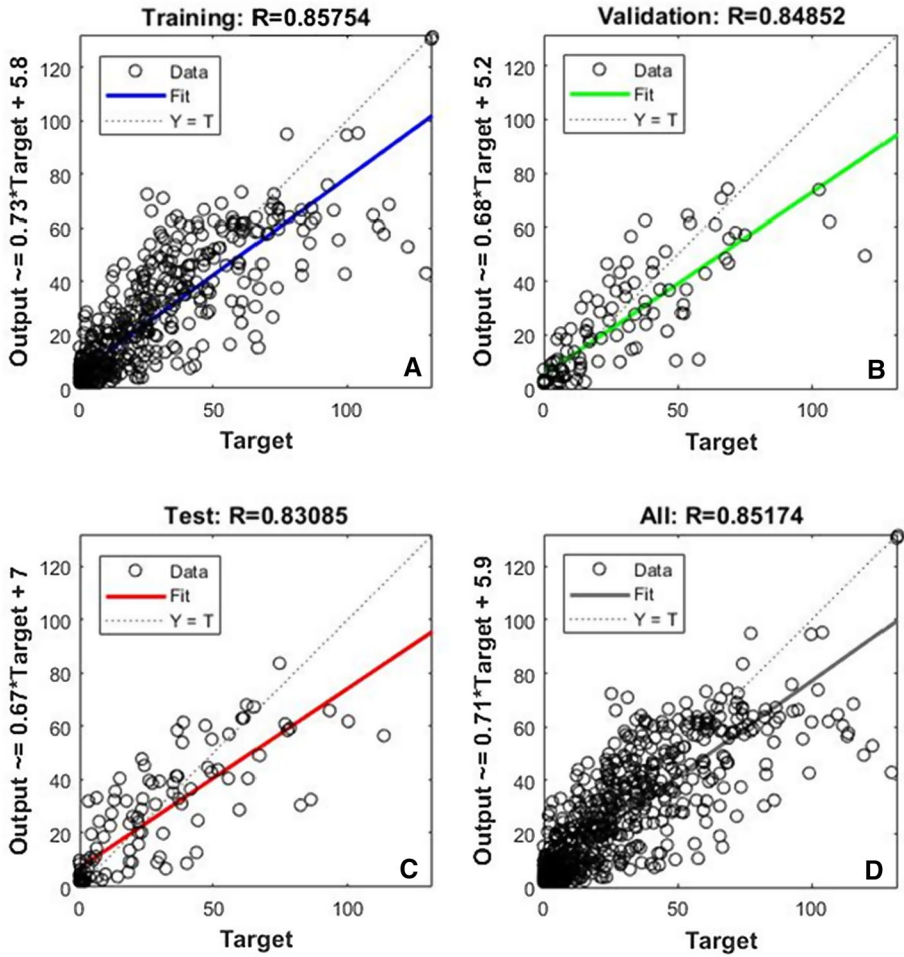 Training: R=0.85754
Output ~= 0.73*Target + 5.8
120
100
80
60
40
20
0
Data
Fit
Y = T
A
0 50 100
Target
Validation: R=0.84852
Output ~= 0.68*Target + 5.2
120
100
80
60
40
20
0
Data
Fit
Y = T
B
0 50 100
Target
Test: R=0.83085
Output ~= 0.67*Target + 7
120
100
80
60
40
20
0
Data
Fit
Y = T
C
0 50 100
Target
All: R=0.85174
Output ~= 0.71*Target + 5.9
120
100
80
60
40
20
0
Data
Fit
Y = T
D
0 50 100
Target